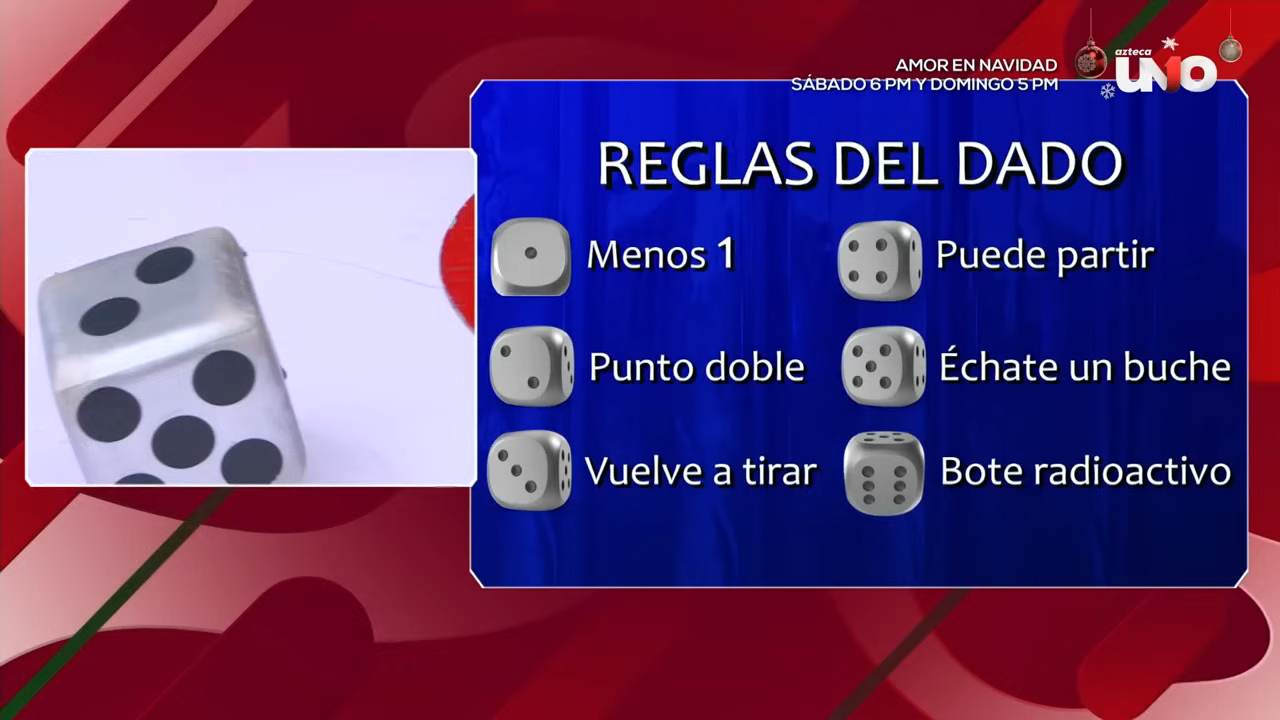 AMOR EN NAVIDAD
SÁBADO 6 PM Y DOMINGO 5 PM
azteca
UNO
REGLAS DEL DADO
Menos 1
Puede partir
Punto doble
Échate un buche
Vuelve a tirar
Bote radioactivo